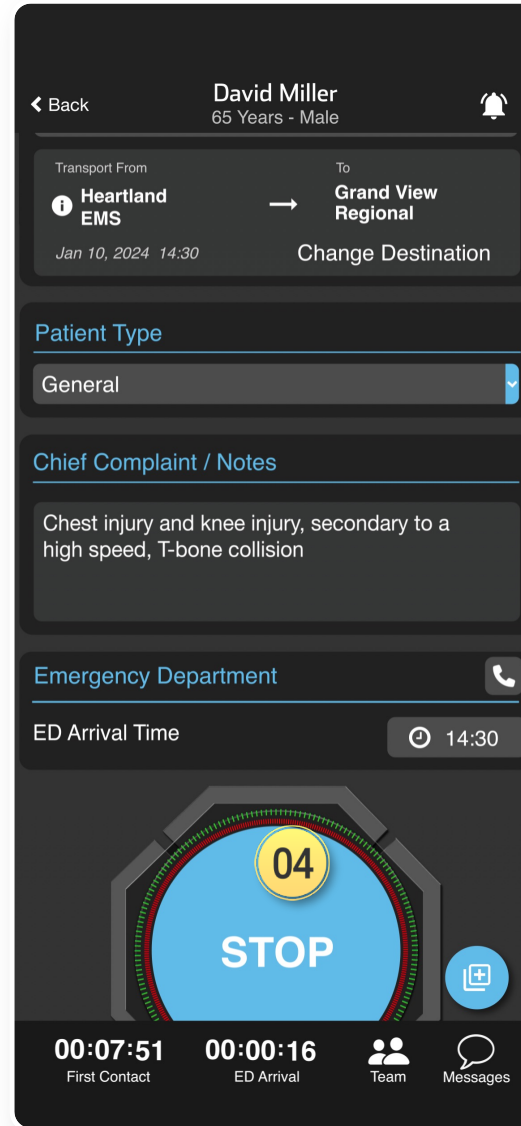 Back
David Miller
65 Years - Male
Transport From
To
Heartland
EMS
Grand View
Regional
Jan 10, 2024 14:30
Change Destination
Patient Type
General
Chief Complaint / Notes
Chest injury and knee injury, secondary to a
high speed, T-bone collision
Emergency Department
ED Arrival Time
14:30
04
STOP
00:07:51
00:00:16
First Contact
ED Arrival
Team
Messages